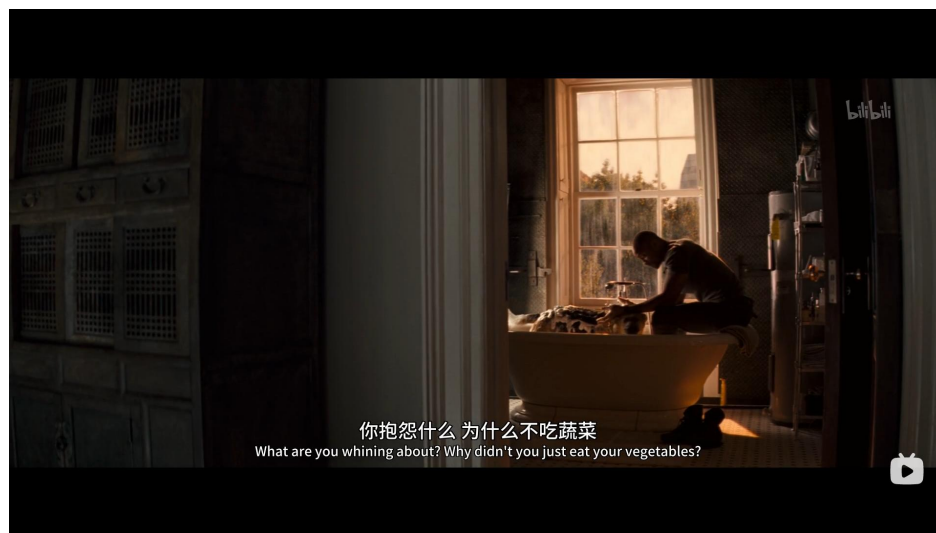 bilibili
你抱怨什么 为什么不吃蔬菜
What are you whining about? Why didn't you just eat your vegetables?